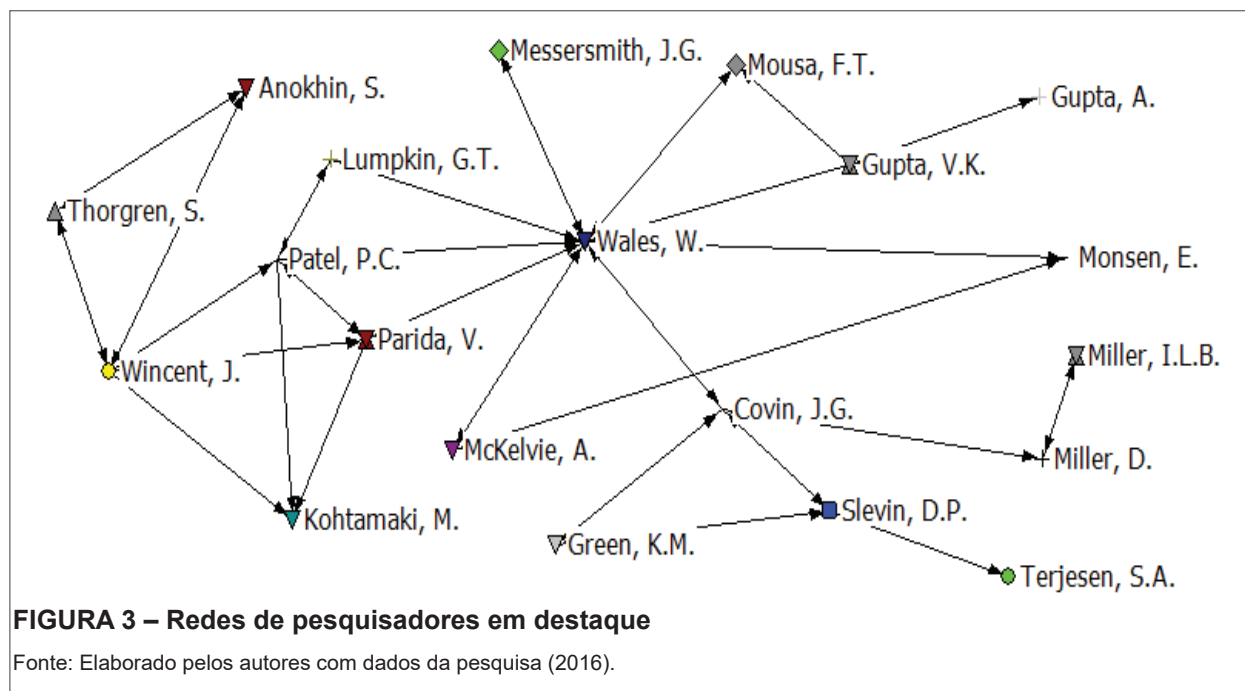 Messersmith, J.G.
Mousa, F.T.
Anokhin, S.
Gupta, A.
Lumpkin, G.T.
Gupta, V.K.
Thorgren, S.
Wales, W.
Patel, P.C.
Monsen, E.
Parida, V.
Miller, I.L.B.
Wincent, J.
Covin, J.G.
McKelvie, A.
Miller, D.
Slevin, D.P.
Kohtamaki, M.
Green, K.M.
Terjesen, S.A.
FIGURA 3 – Redes de pesquisadores em destaque
Fonte: Elaborado pelos autores com dados da pesquisa (2016).